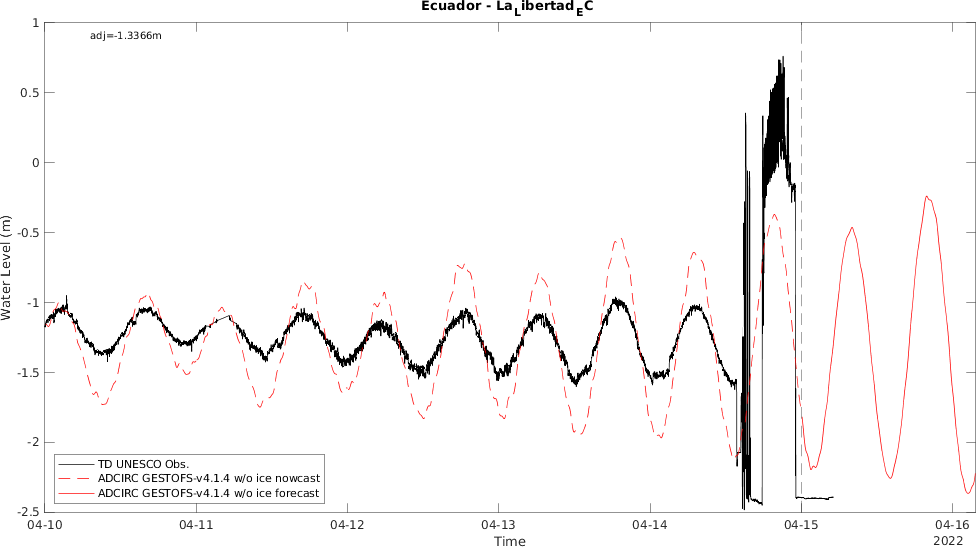 Ecuador - LaLibertadEC
adj=-1.3366m
1
0.5
0
-0.5
-1
-1.5
-2
-2.5
Water Level (m)
TD UNESCO Obs.
ADCIRC GESTOFS-v4.1.4 w/o ice nowcast
ADCIRC GESTOFS-v4.1.4 w/o ice forecast
04-10 04-11 04-12 04-13 04-14 04-15 04-16
Time
2022